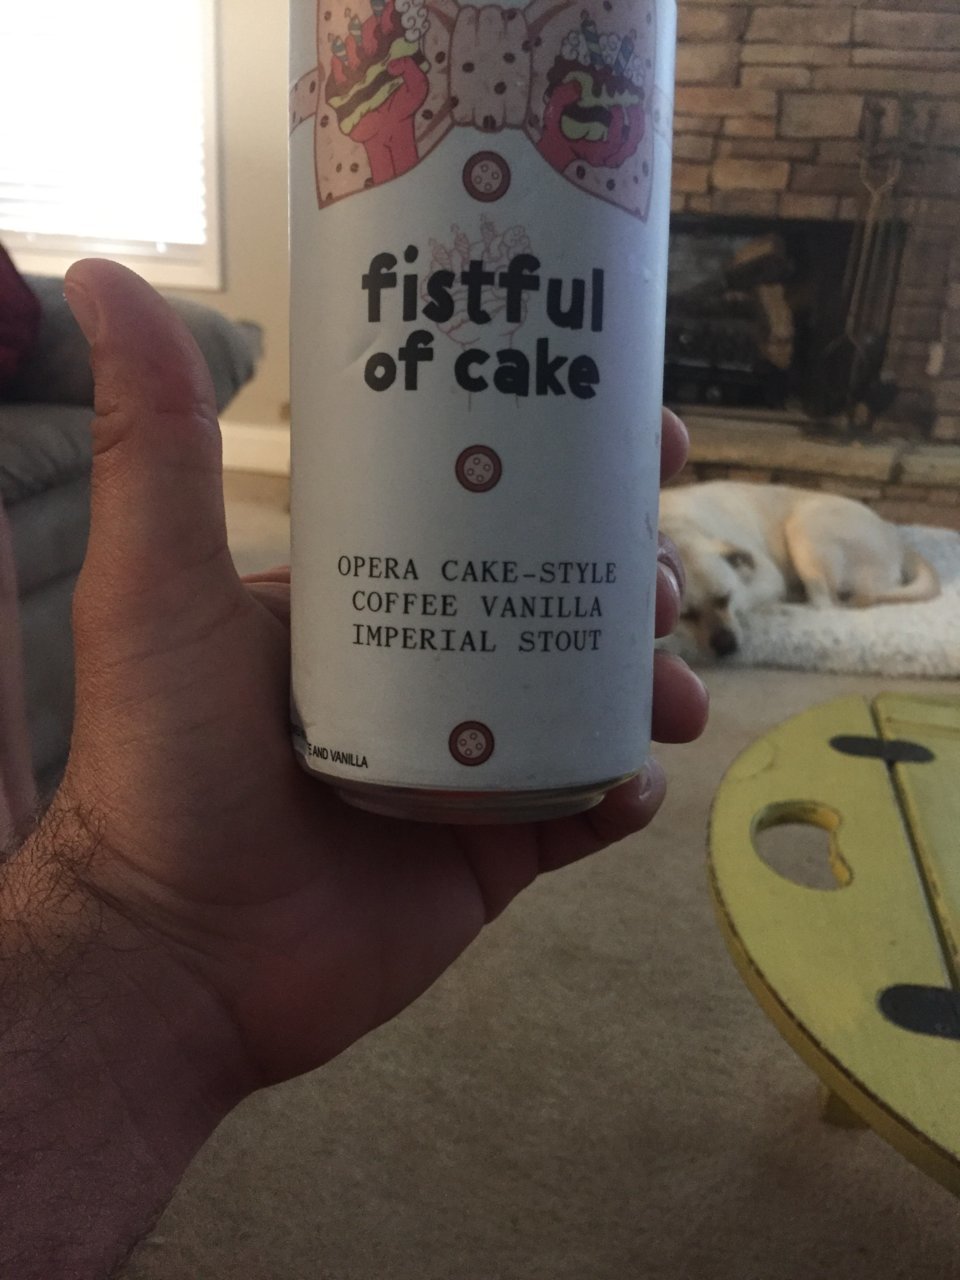 fistful
of cake
OPERA CAKE-STYLE
COFFEE VANILLA
IMPERIAL STOUT
AND VANILLA